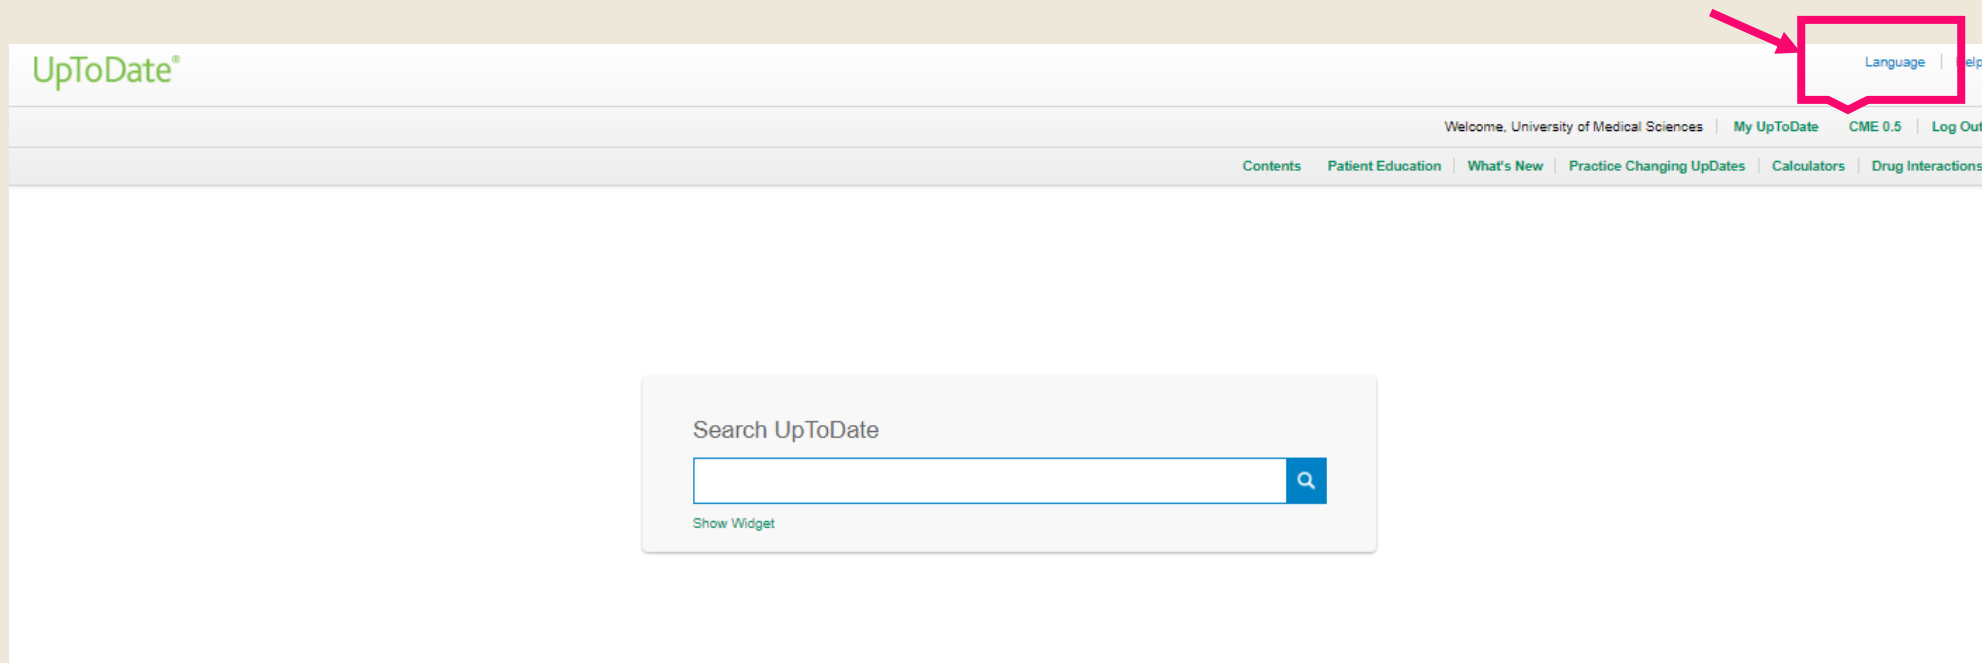 UpToDate®
Language
Welcome, University of Medical Sciences My UpToDate CME 0.5 Log Out
Contents Patient Education What's New Practice Changing UpDates Calculators Drug Interactions
Search UpToDate
Show Widget